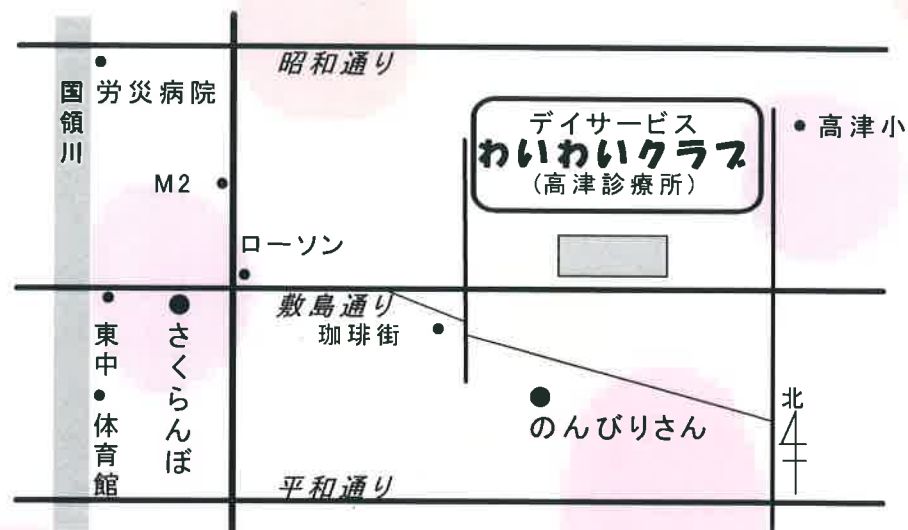 昭和通り
国領川
労災病院
デイサービス
わいわいクラブ
(高津診療所)
高津小
M2
ローソン
敷島通り
珈琲街
東中
さくらんぼ
体育館
のんびりさん
北
平和通り